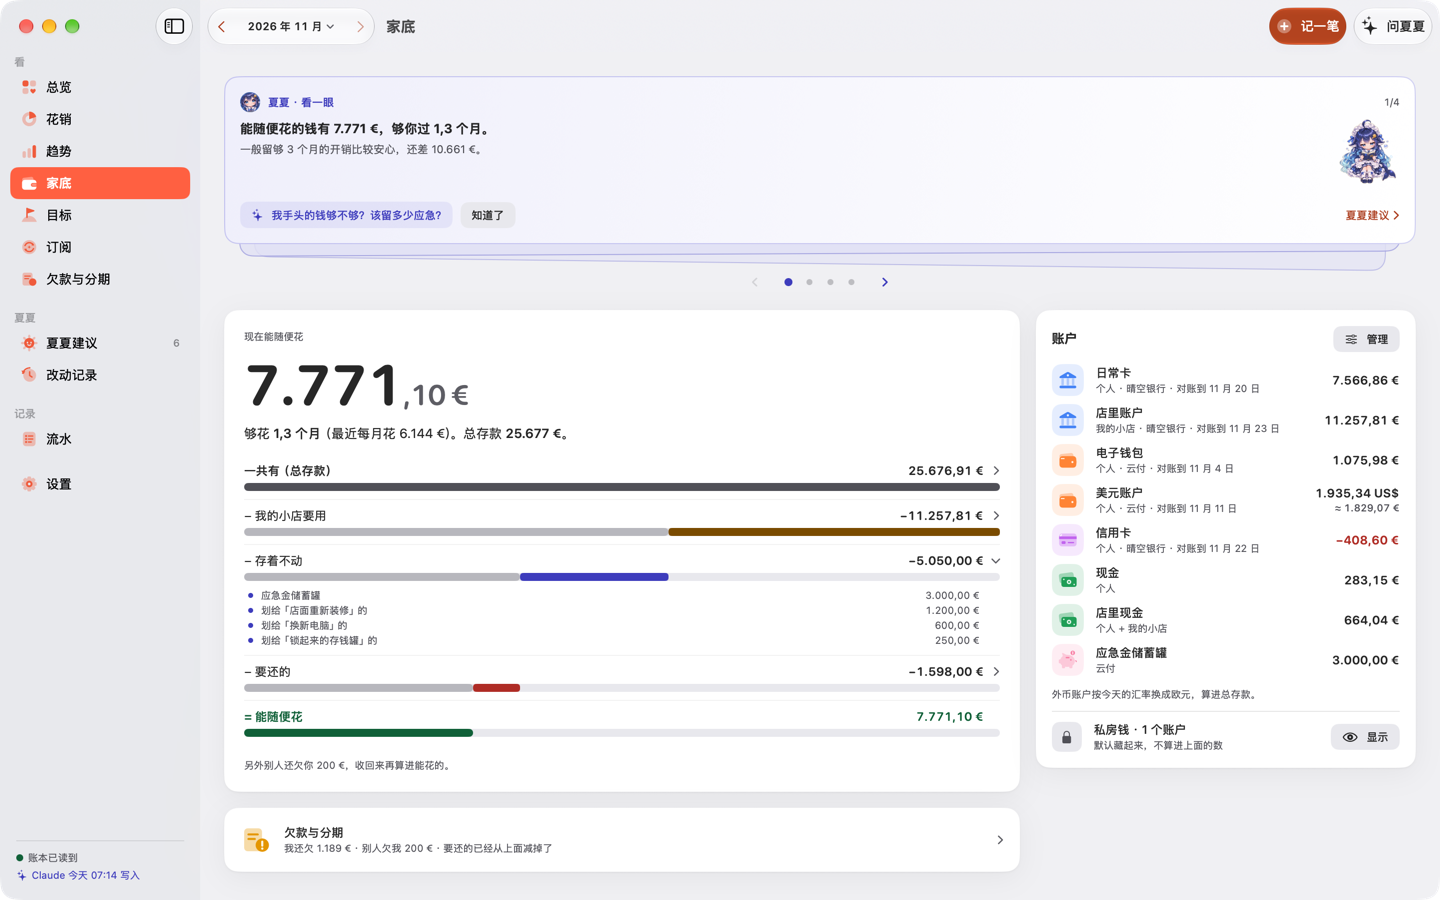 2026 年 11 月
家底
记一笔
问夏夏
看
总览
花销
趋势
家底
目标
订阅
欠款与分期
夏夏
夏夏建议
6
改动记录
记录
流水
设置
账本已读到
Claude 今天 07:14 写入
夏夏 · 看一眼
1/4
能随便花的钱有 7.771 €，够你过 1,3 个月。
一般留够 3 个月的开销比较安心，还差 10.661 €。
我手头的钱够不够？该留多少应急？
知道了
夏夏建议
现在能随便花
7.771,10 €
够花 1,3 个月（最近每月花 6.144 €）。总存款 25.677 €。
一共有（总存款）
25.676,91 €
− 我的小店要用
−11.257,81 €
− 存着不动
−5.050,00 €
应急金储蓄罐
3.000,00 €
划给「店面重新装修」的
1.200,00 €
划给「换新电脑」的
600,00 €
划给「锁起来的存钱罐」的
250,00 €
− 要还的
−1.598,00 €
= 能随便花
7.771,10 €
另外别人还欠你 200 €，收回来再算进能花的。
欠款与分期
我还欠 1.189 € · 别人欠我 200 € · 要还的已经从上面减掉了
账户
管理
日常卡
个人 · 晴空银行 · 对账到 11 月 20 日
7.566,86 €
店里账户
我的小店 · 晴空银行 · 对账到 11 月 23 日
11.257,81 €
电子钱包
个人 · 云付 · 对账到 11 月 4 日
1.075,98 €
美元账户
个人 · 云付 · 对账到 11 月 11 日
1.935,34 US$
≈ 1.829,07 €
信用卡
个人 · 晴空银行 · 对账到 11 月 22 日
−408,60 €
现金
个人
283,15 €
店里现金
个人 + 我的小店
664,04 €
应急金储蓄罐
云付
3.000,00 €
外币账户按今天的汇率换成欧元，算进总存款。
私房钱 · 1 个账户
默认藏起来，不算进上面的数
显示